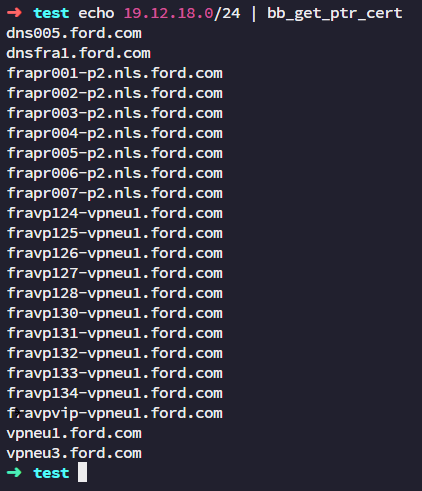 ➜ test echo 19.12.18.0/24 | bb_get_ptr_cert
dns005.ford.com
dnsfra1.ford.com
frapr001-p2.nls.ford.com
frapr002-p2.nls.ford.com
frapr003-p2.nls.ford.com
frapr004-p2.nls.ford.com
frapr005-p2.nls.ford.com
frapr006-p2.nls.ford.com
frapr007-p2.nls.ford.com
fravp124-vpneu1.ford.com
fravp125-vpneu1.ford.com
fravp126-vpneu1.ford.com
fravp127-vpneu1.ford.com
fravp128-vpneu1.ford.com
fravp130-vpneu1.ford.com
fravp131-vpneu1.ford.com
fravp132-vpneu1.ford.com
fravp133-vpneu1.ford.com
fravp134-vpneu1.ford.com
fravpvip-vpneu1.ford.com
vpneu1.ford.com
vpneu3.ford.com
➜ test